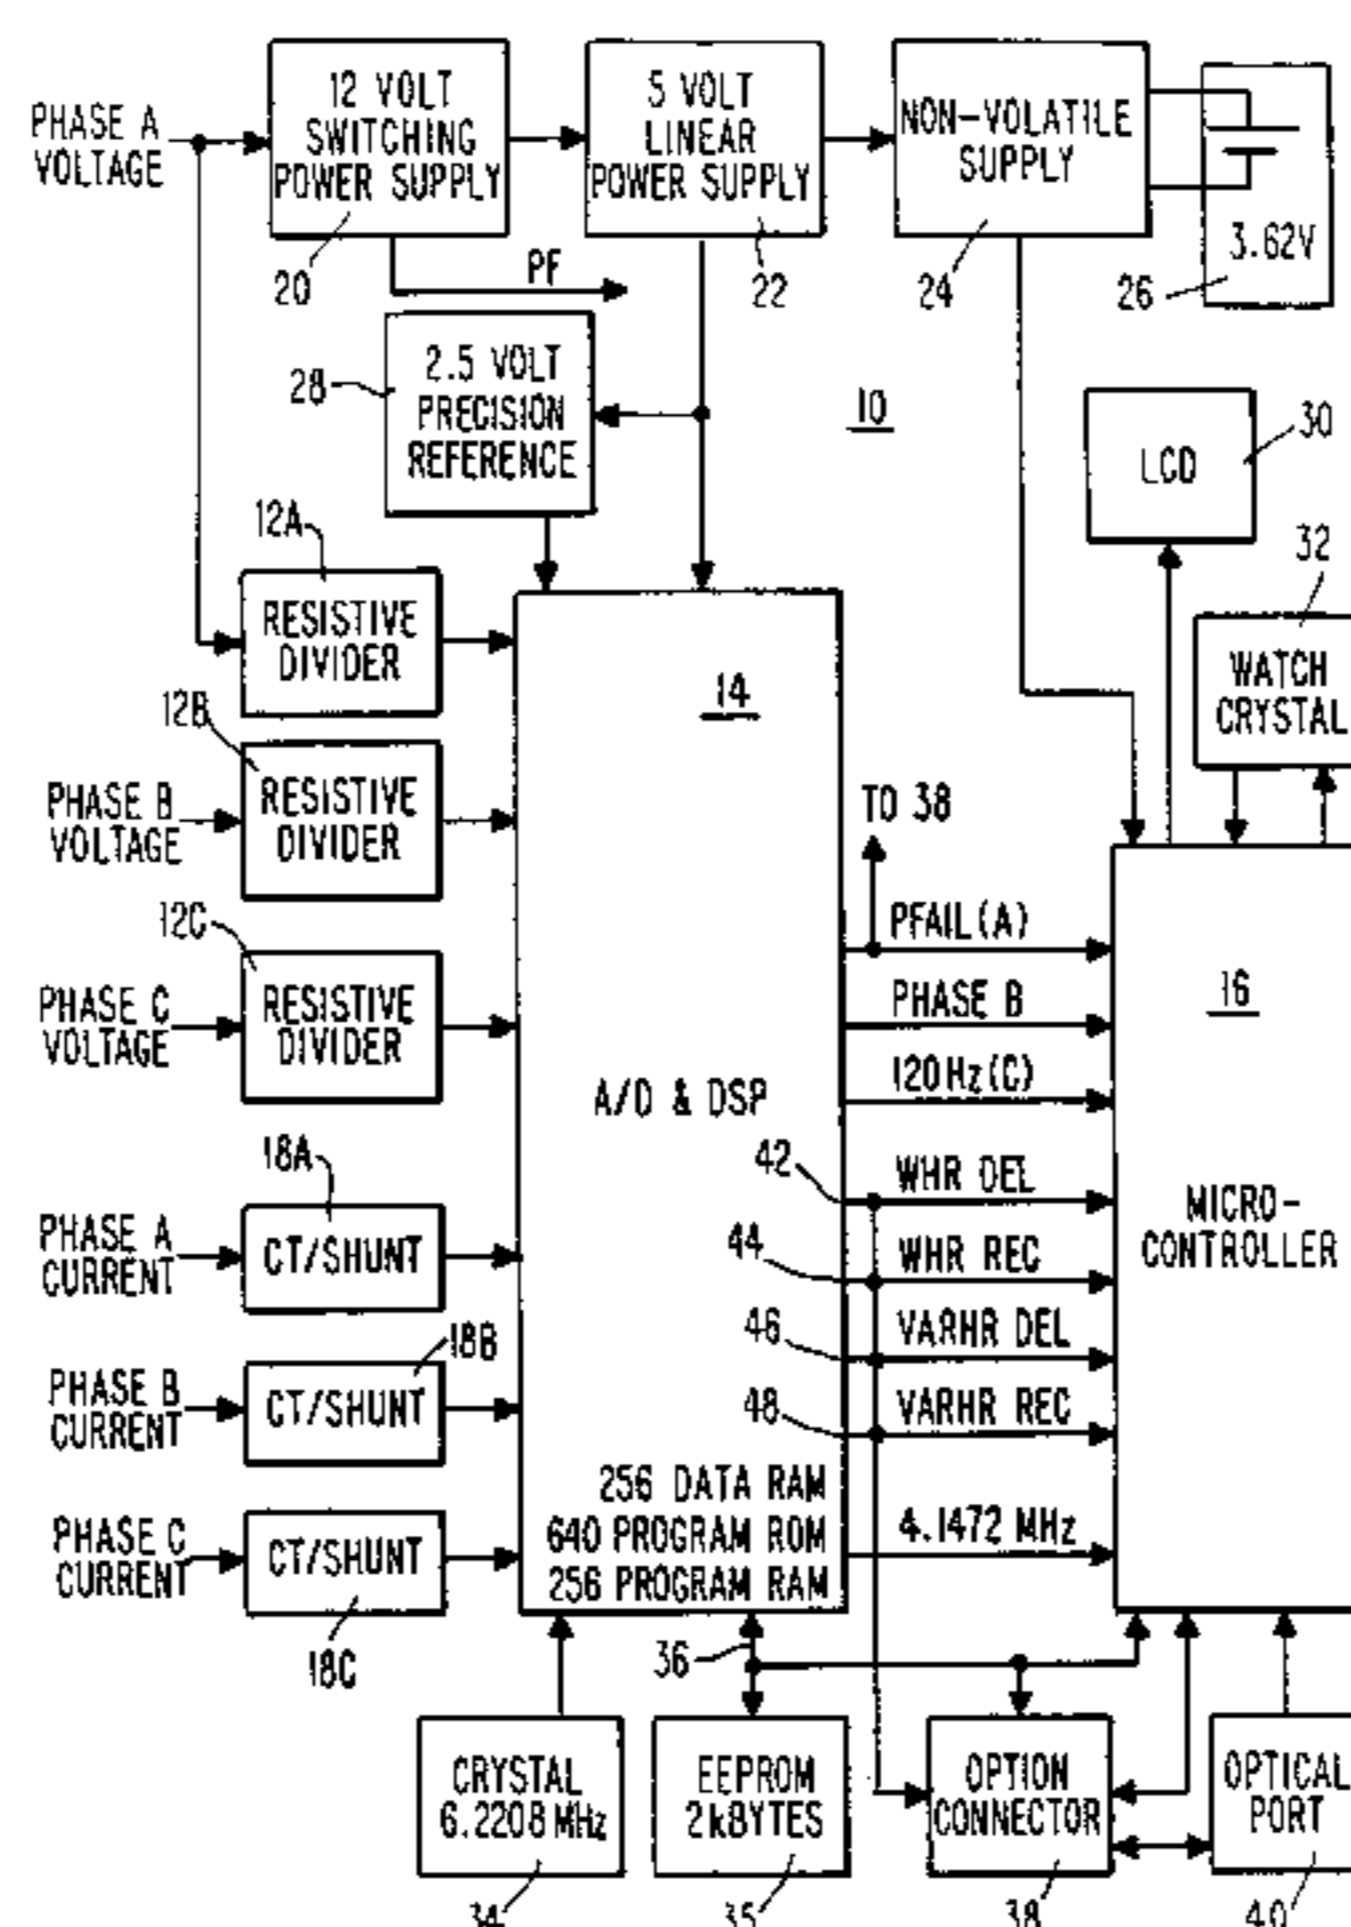 PHASE A
VOLTAGE
12 VOLT
SWITCHING
POWER SUPPLY
20
PF
5 VOLT
LINEAR
POWER SUPPLY
22
NON-VOLATILE
SUPPLY
24
3.62V
26
28
2.5 VOLT
PRECISION
REFERENCE
10
LCD
30
32
WATCH
CRYSTAL
12A
RESISTIVE
DIVIDER
12B
PHASE B
VOLTAGE
RESISTIVE
DIVIDER
12C
PHASE C
VOLTAGE
RESISTIVE
DIVIDER
18A
PHASE A
CURRENT
CT/SHUNT
18B
PHASE B
CURRENT
CT/SHUNT
PHASE C
CURRENT
CT/SHUNT
18C
14
A/D & DSP
256 DATA RAM
640 PROGRAM ROM
256 PROGRAM RAM
TO 38
PFAIL(A)
PHASE B
120Hz(C)
42
WHR DEL
44
WHR REC
46
VARHR DEL
48
VARHR REC
4.1472 MHz
16
MICRO-
CONTROLLER
36
CRYSTAL
6.2208 MHz
34
EEPROM
2kBYTES
35
OPTION
CONNECTOR
38
OPTICAL
PORT
40